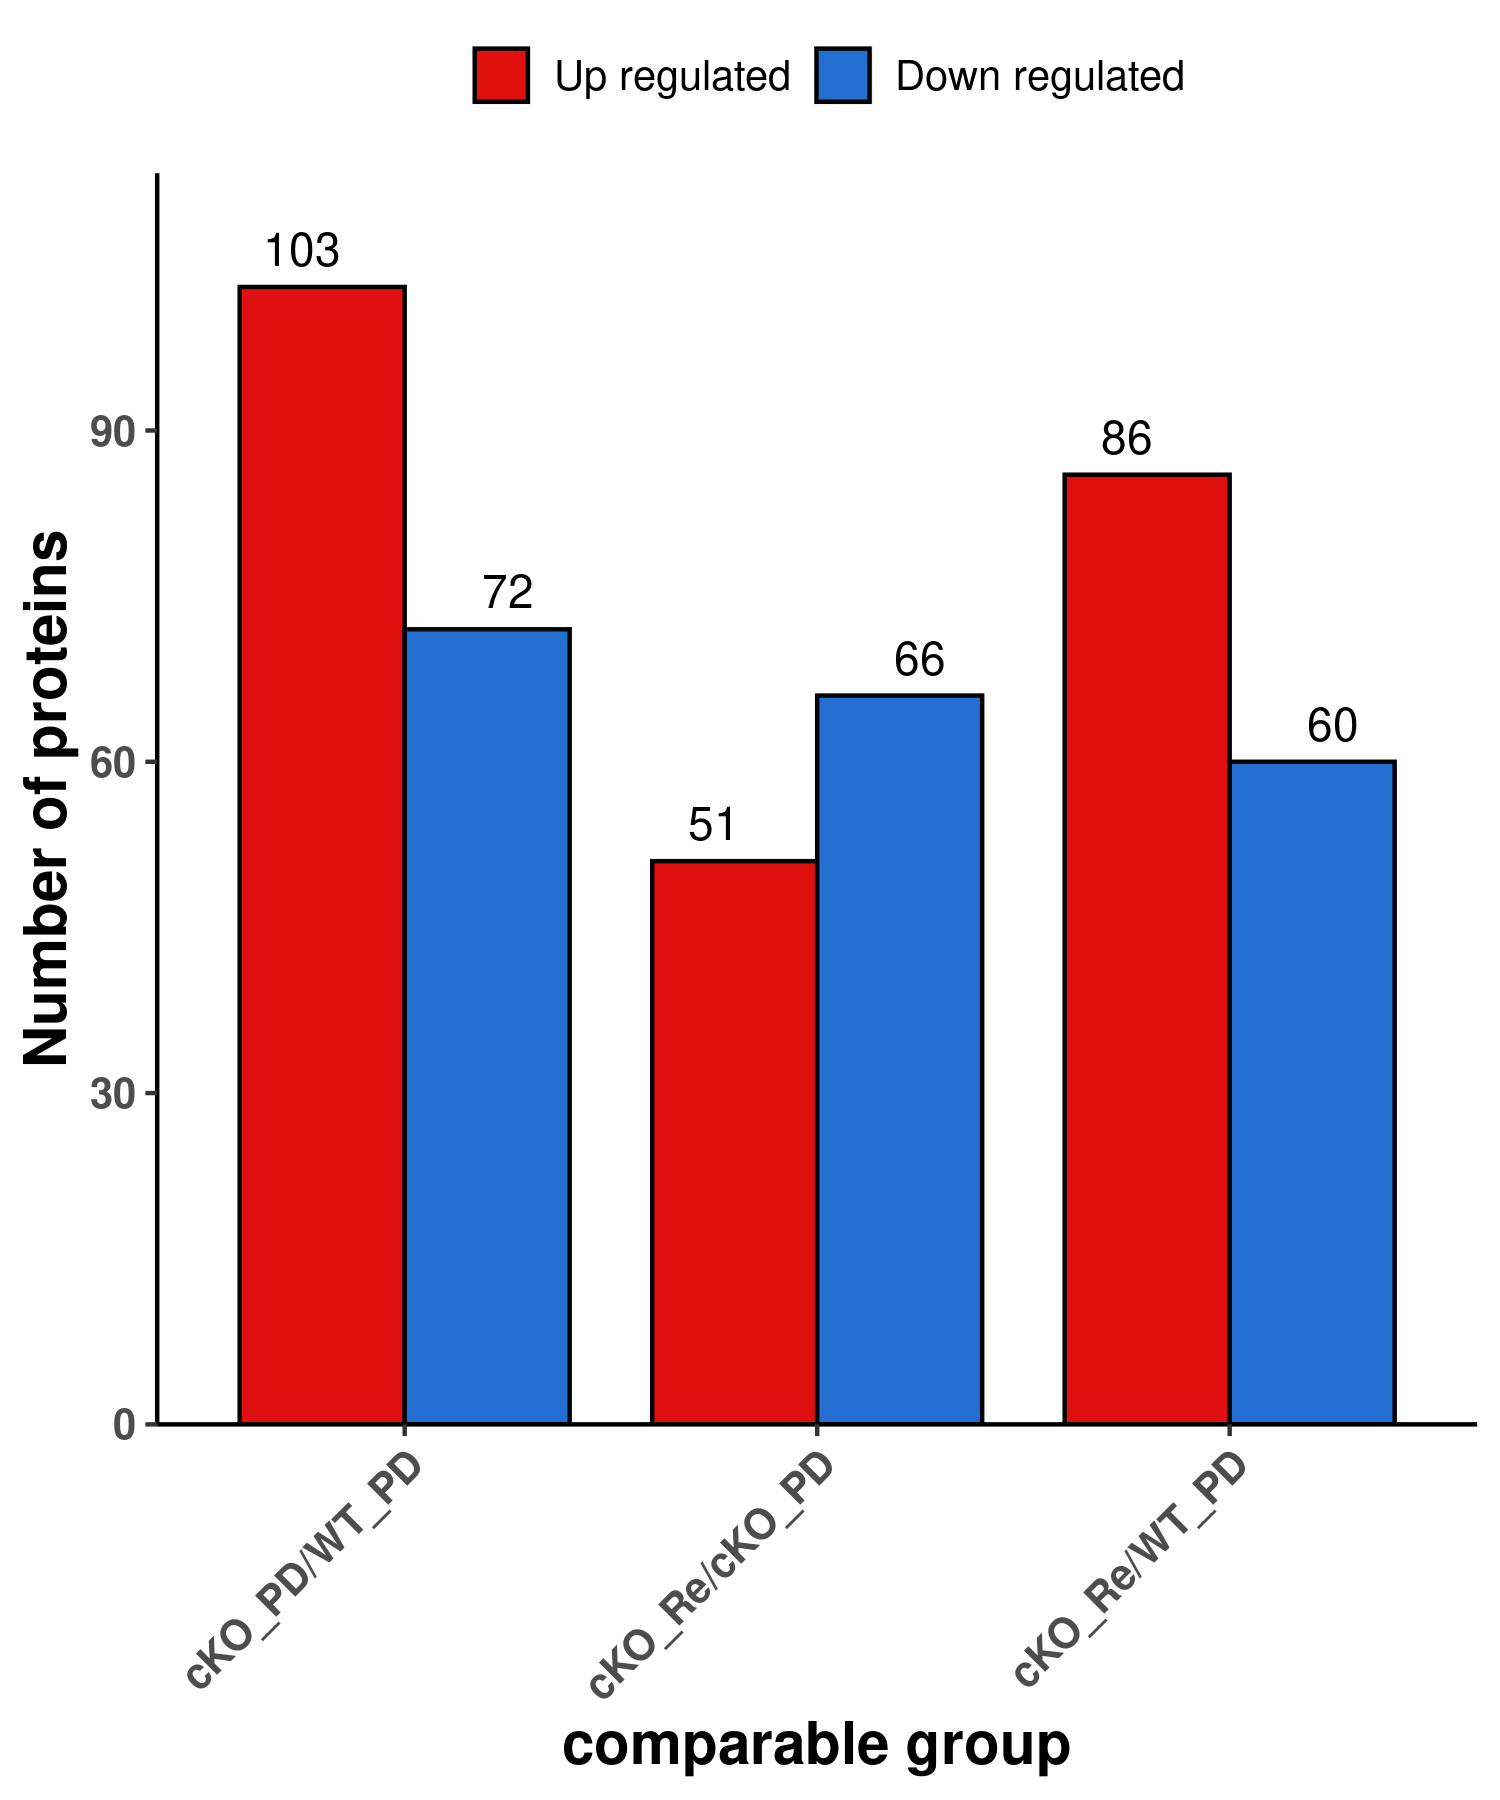 Up regulated Down regulated
103
72
51
66
86
60
90
60
30
0
Number of proteins
cKO_PD/WT_PD
cKO_Re/cKO_PD
cKO_Re/WT_PD
comparable group